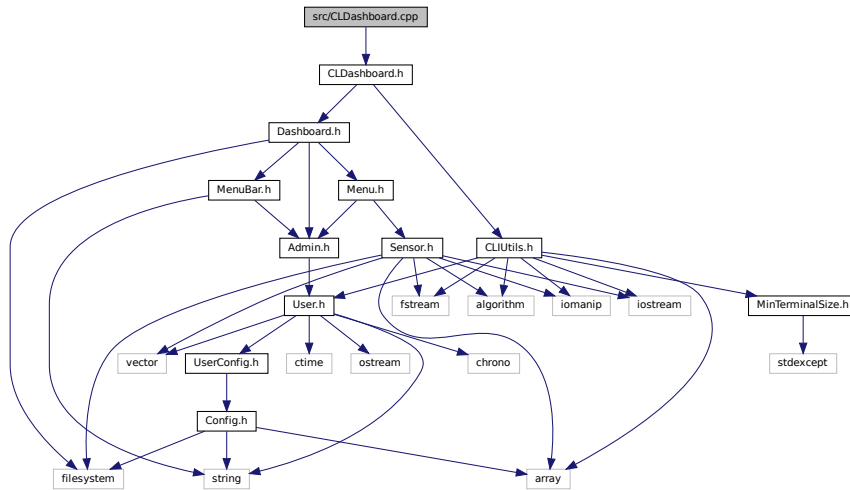 src/CLDashboard.cpp
CLDashboard.h
Dashboard.h
MenuBar.h
Menu.h
Admin.h
Sensor.h
CLIUtils.h
User.h
fstream
algorithm
iomanip
iostream
MinTerminalSize.h
vector
UserConfig.h
ctime
ostream
chrono
stdexcept
Config.h
filesystem
string
array